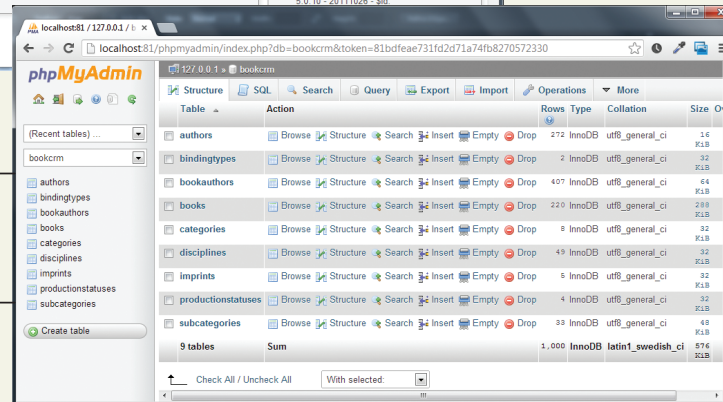 5.0.10 - 20111026 - $Id:
localhost:81 / 127.0.0.1 / b
localhost:81/phpmyadmin/index.php?db=bookcrm&token=81bdfeae731fd2d71a74fb8270572330
phpMyAdmin
(Recent tables) ...
bookcrm
authors
bindingtypes
bookauthors
books
categories
disciplines
imprints
productionstatuses
subcategories
Create table
127.0.0.1 » bookcrm
Structure SQL Search Query Export Import Operations More
Table Action Rows Type Collation Size Ov
authors Browse Structure Search Insert Empty Drop 272 InnoDB utf8_general_ci 16 KiB
bindingtypes Browse Structure Search Insert Empty Drop 2 InnoDB utf8_general_ci 32 KiB
bookauthors Browse Structure Search Insert Empty Drop 407 InnoDB utf8_general_ci 64 KiB
books Browse Structure Search Insert Empty Drop 220 InnoDB utf8_general_ci 288 KiB
categories Browse Structure Search Insert Empty Drop 8 InnoDB utf8_general_ci 32 KiB
disciplines Browse Structure Search Insert Empty Drop 49 InnoDB utf8_general_ci 32 KiB
imprints Browse Structure Search Insert Empty Drop 5 InnoDB utf8_general_ci 32 KiB
productionstatuses Browse Structure Search Insert Empty Drop 4 InnoDB utf8_general_ci 32 KiB
subcategories Browse Structure Search Insert Empty Drop 33 InnoDB utf8_general_ci 48 KiB
9 tables Sum 1,000 InnoDB latin1_swedish_ci 576 KiB
Check All / Uncheck All With selected: